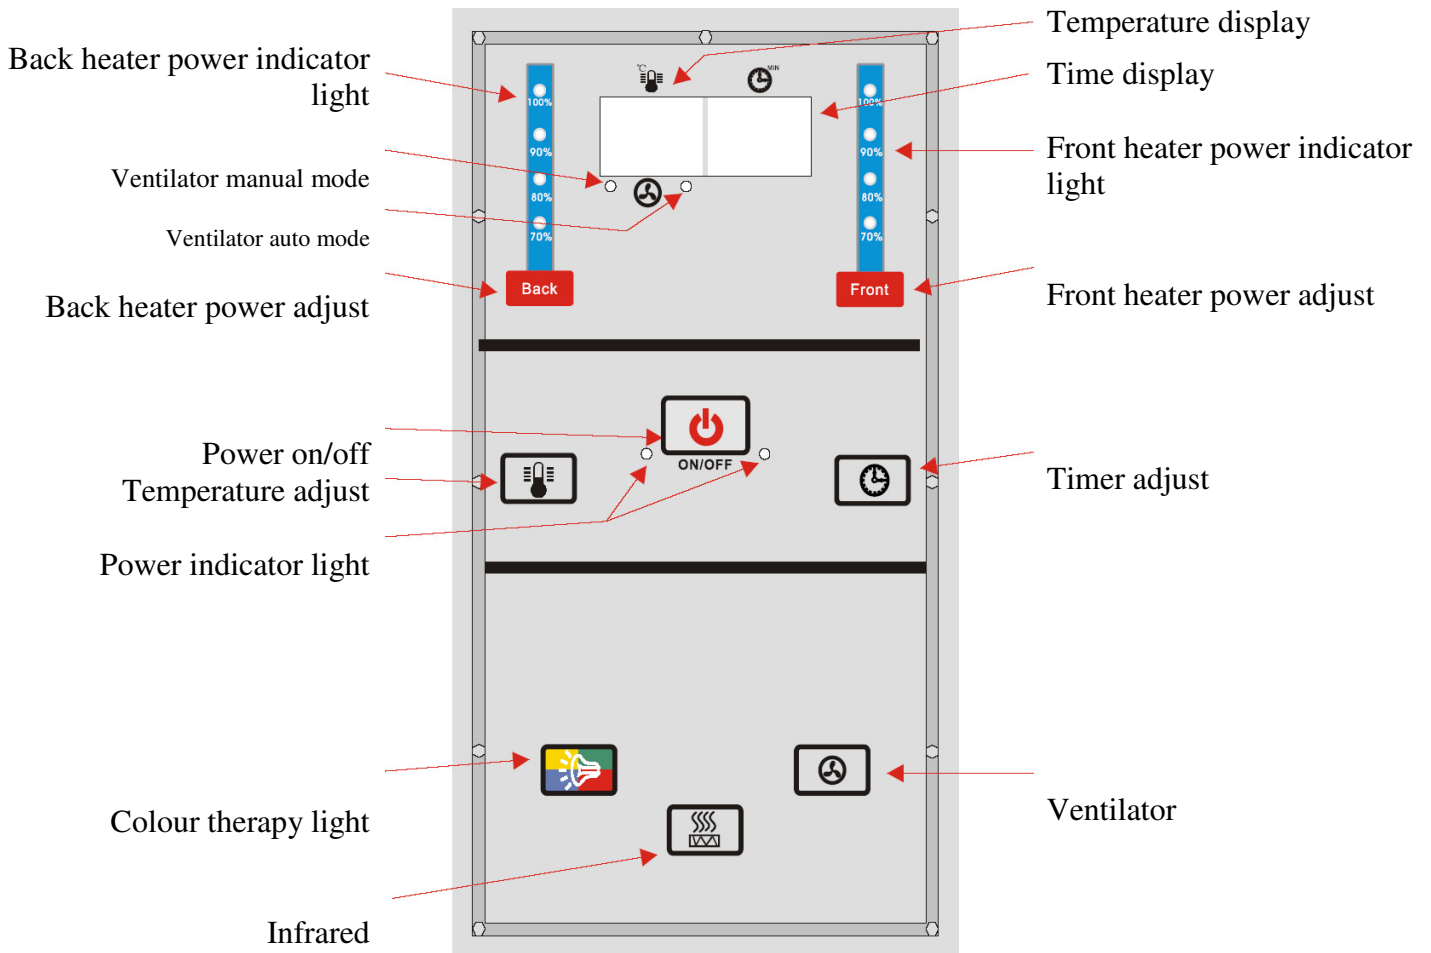 Back heater power indicator
light
Ventilator manual mode
Ventilator auto mode
Back heater power adjust
Power on/off
Temperature adjust
Power indicator light
Colour therapy light
Infrared
°C
MIN
100%
90%
80%
70%
Back
100%
90%
80%
70%
Front
ON/OFF
Temperature display
Time display
Front heater power indicator
light
Front heater power adjust
Timer adjust
Ventilator